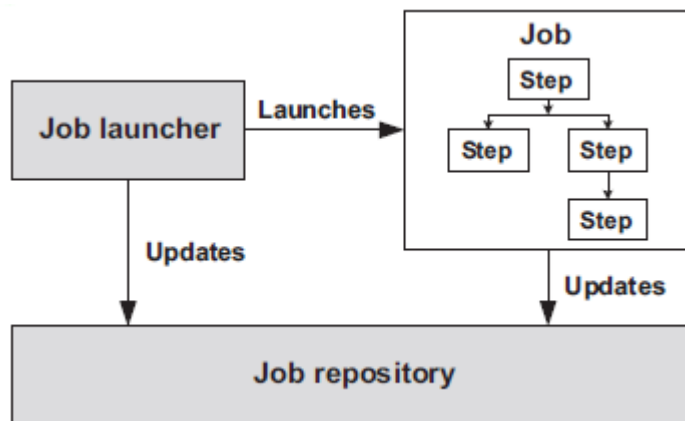 Job
Step
Launches
Job launcher
Step
Step
Step
Updates
Updates
Job repository